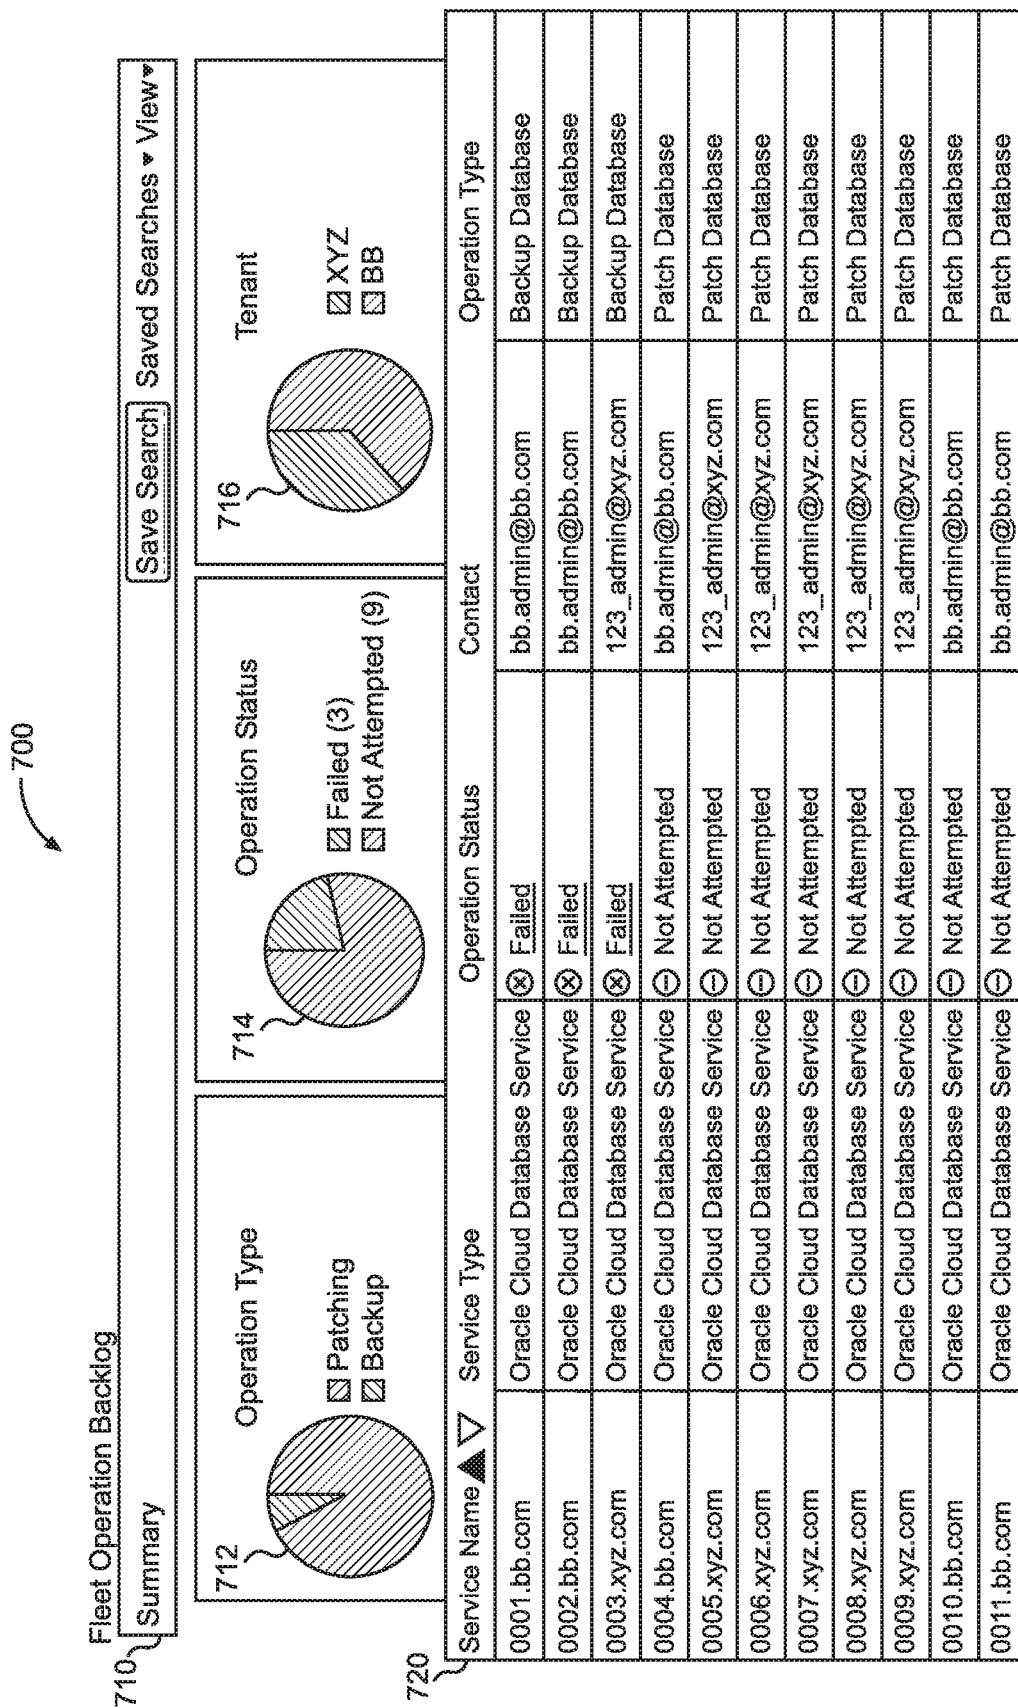 700
Fleet Operation Backlog
710
Summary
Save Search Saved Searches ▾ View▾
712
Operation Type
Patching
Backup
714
Operation Status
Failed (3)
Not Attempted (9)
716
Tenant
XYZ
BB
720
Service Name Service Type Operation Status Contact Operation Type
0001.bb.com Oracle Cloud Database Service Failed bb.admin@bb.com Backup Database
0002.bb.com Oracle Cloud Database Service Failed bb.admin@bb.com Backup Database
0003.xyz.com Oracle Cloud Database Service Failed 123_admin@xyz.com Backup Database
0004.bb.com Oracle Cloud Database Service Not Attempted bb.admin@bb.com Patch Database
0005.xyz.com Oracle Cloud Database Service Not Attempted 123_admin@xyz.com Patch Database
0006.xyz.com Oracle Cloud Database Service Not Attempted 123_admin@xyz.com Patch Database
0007.xyz.com Oracle Cloud Database Service Not Attempted 123_admin@xyz.com Patch Database
0008.xyz.com Oracle Cloud Database Service Not Attempted 123_admin@xyz.com Patch Database
0009.xyz.com Oracle Cloud Database Service Not Attempted 123_admin@xyz.com Patch Database
0010.bb.com Oracle Cloud Database Service Not Attempted bb.admin@bb.com Patch Database
0011.bb.com Oracle Cloud Database Service Not Attempted bb.admin@bb.com Patch Database